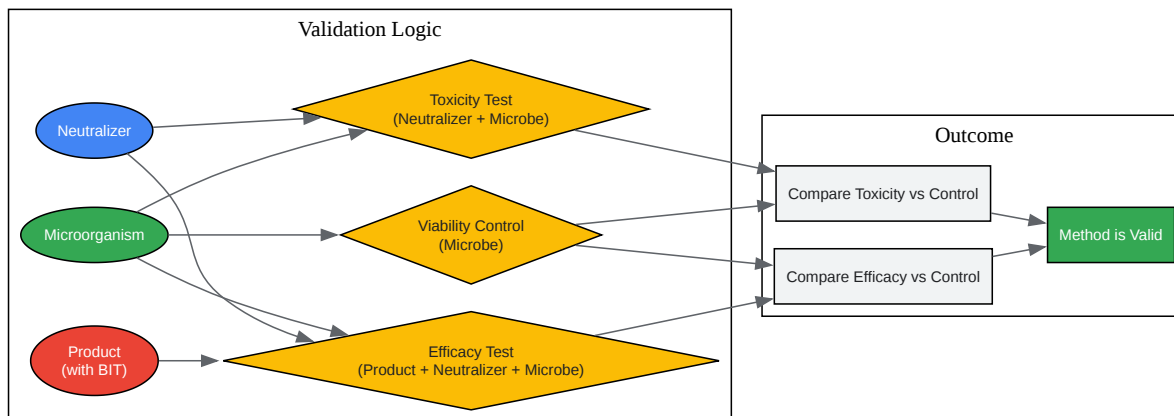 Validation Logic
Neutralizer
Microorganism
Product
(with BIT)
Toxicity Test
(Neutralizer + Microbe)
Viability Control
(Microbe)
Efficacy Test
(Product + Neutralizer + Microbe)
Outcome
Compare Toxicity vs Control
Compare Efficacy vs Control
Method is Valid